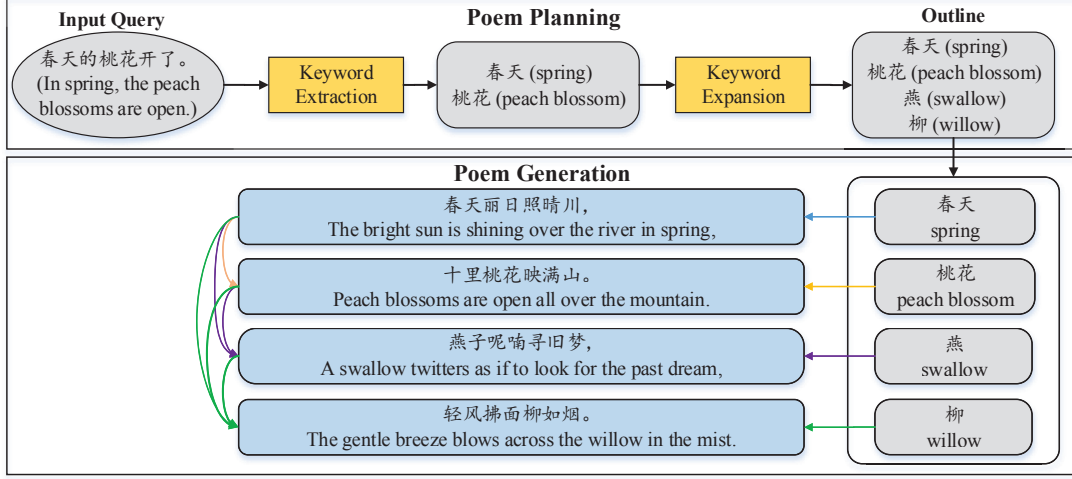 Poem Planning
Input Query
春天的桃花开了。
(In spring, the peach
blossoms are open.)
Keyword
Extraction
春天 (spring)
桃花 (peach blossom)
Keyword
Expansion
Outline
春天 (spring)
桃花 (peach blossom)
燕 (swallow)
柳 (willow)
Poem Generation
春天丽日照晴川，
The bright sun is shining over the river in spring,
春天
spring
十里桃花映满山。
Peach blossoms are open all over the mountain.
桃花
peach blossom
燕子呢喃寻旧梦，
A swallow twitters as if to look for the past dream,
燕
swallow
轻风拂面柳如烟。
The gentle breeze blows across the willow in the mist.
柳
willow